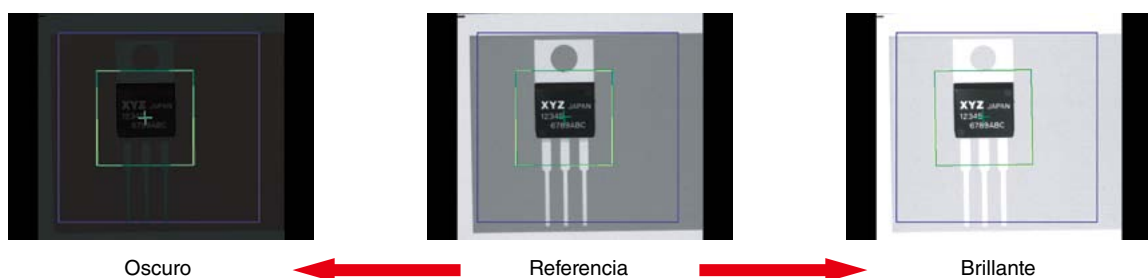 XYZ JAPAN
12345
6789ABC
XYZ JAPAN
12345
6789ABC
XYZ JAPAN
12345
6789ABC
Oscuro
Referencia
Brillante